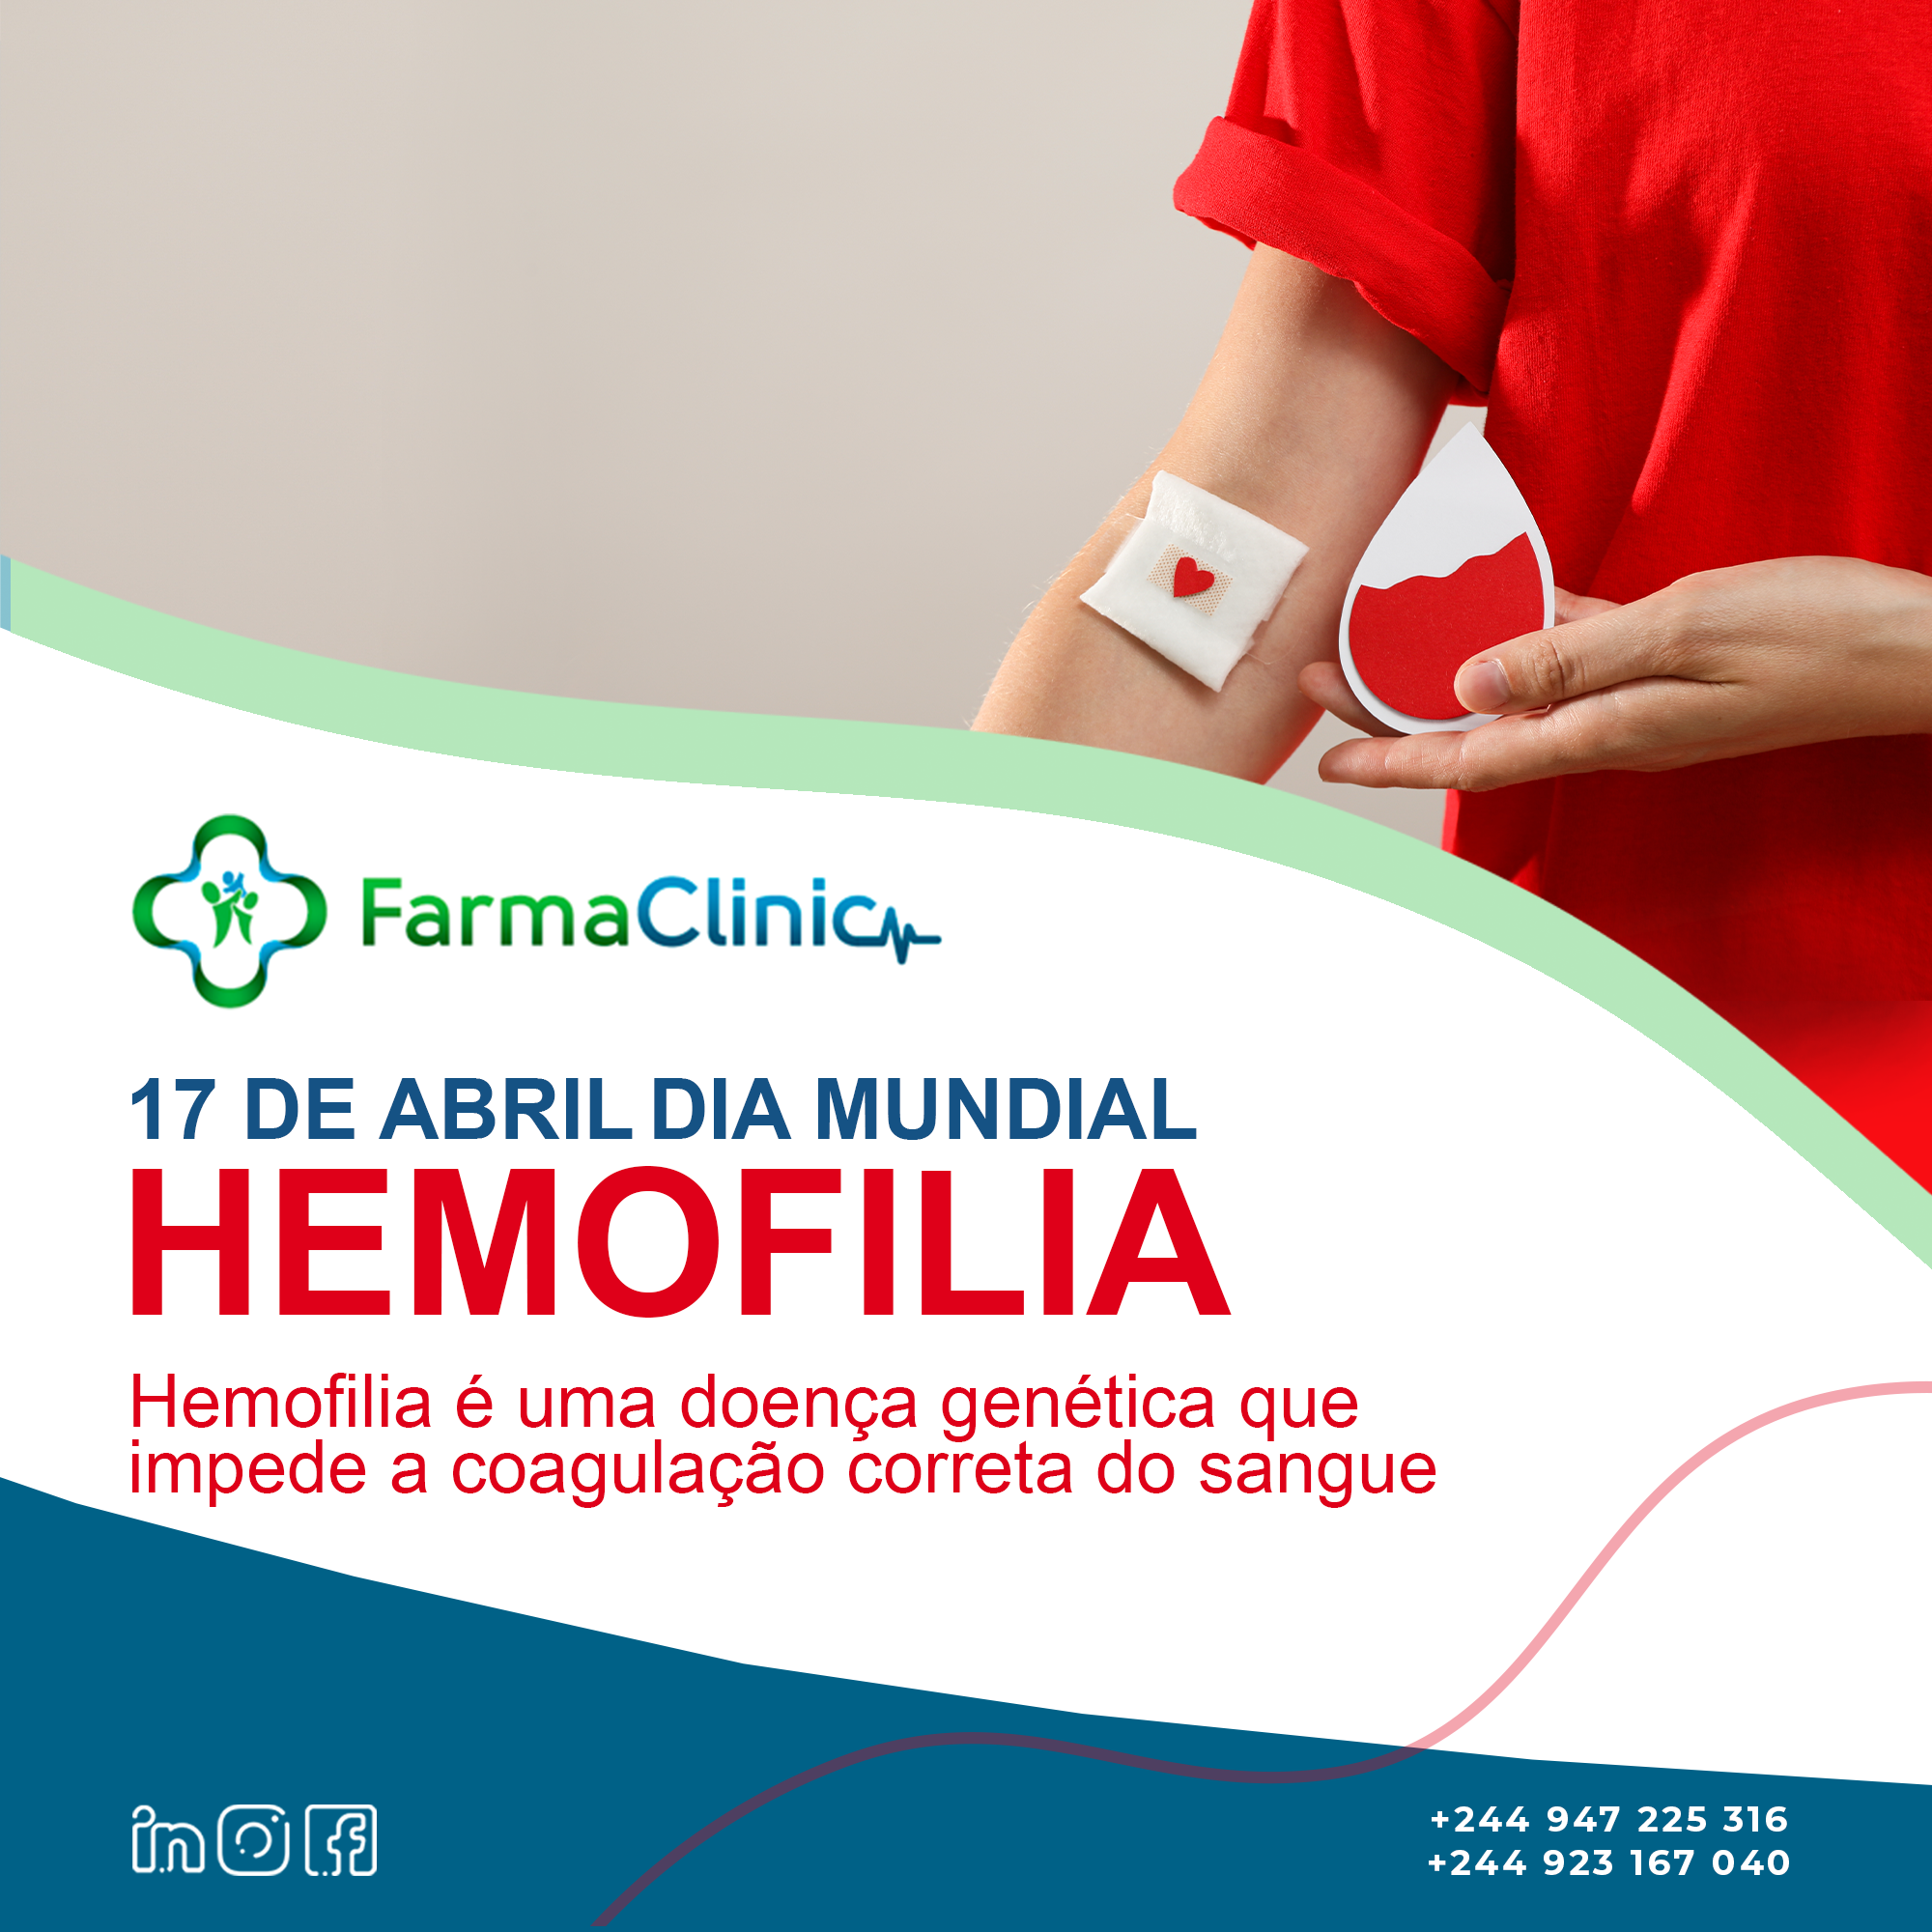 FarmaClinic
17 DE ABRIL DIA MUNDIAL
HEMOFILIA
Hemofilia é uma doença genética que
impede a coagulação correta do sangue
in
+244 947 225 316
+244 923 167 040